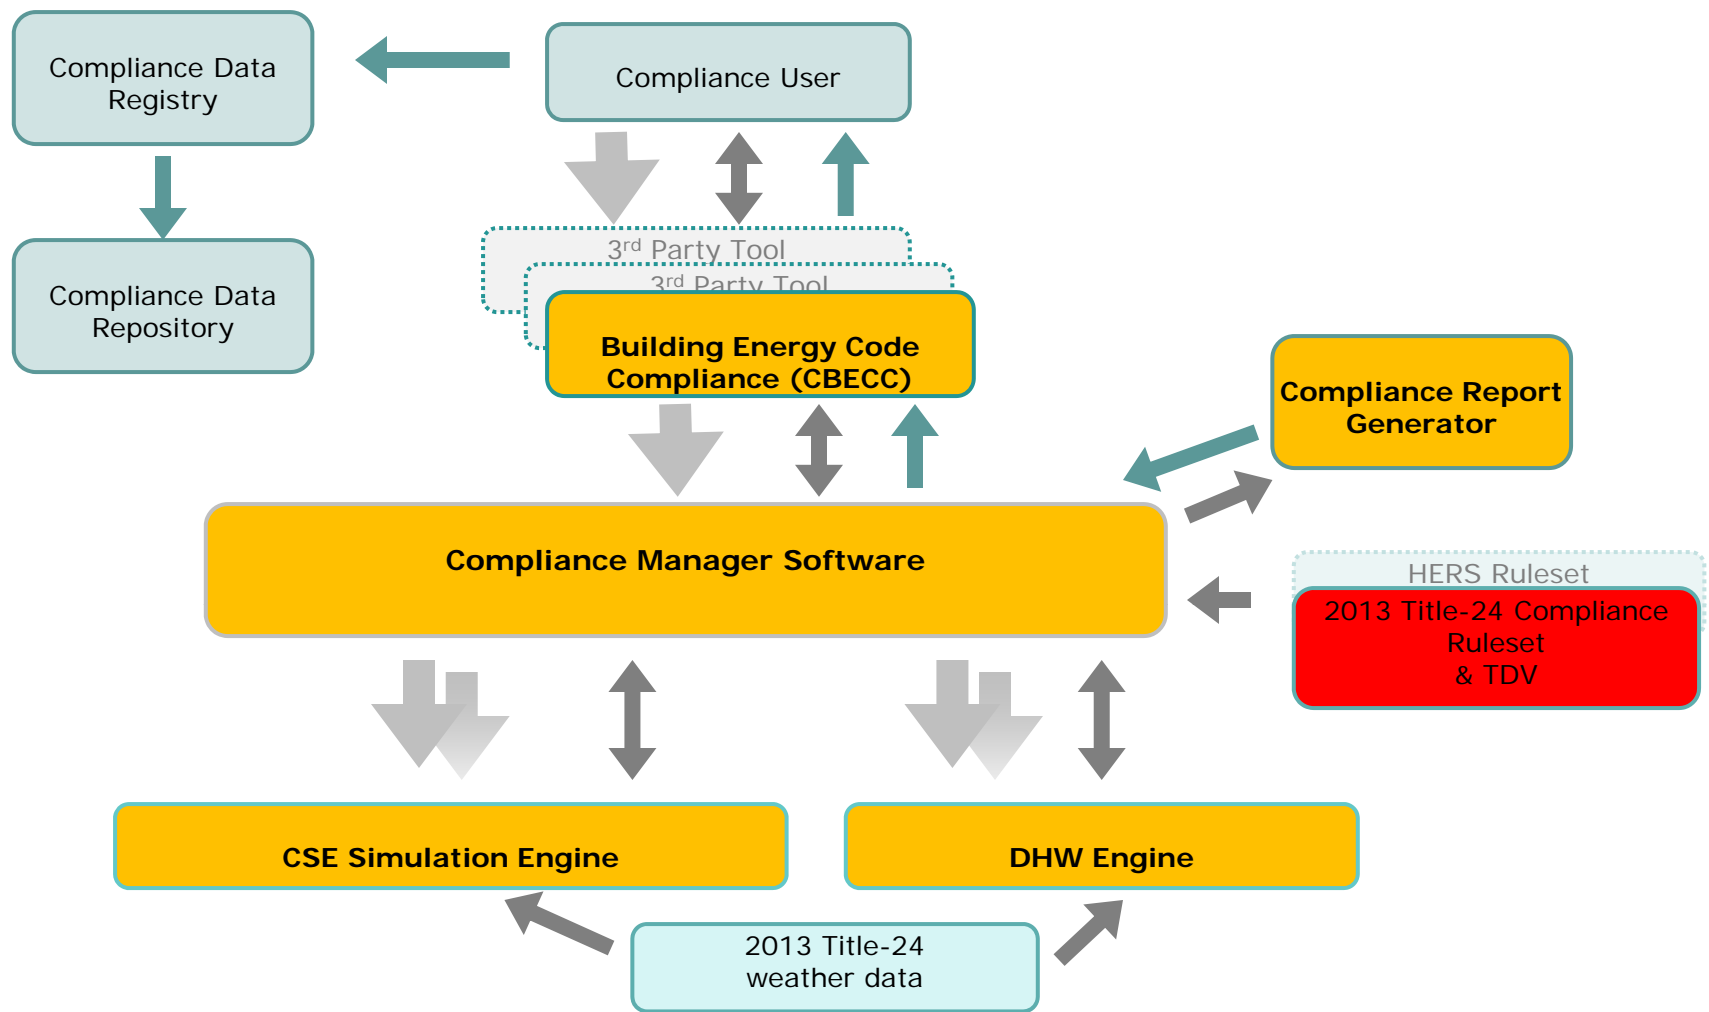 Compliance Data
Registry
Compliance User
Compliance Data
Repository
3rd Party Tool
3rd Party Tool
Building Energy Code
Compliance (CBECC)
Compliance Report
Generator
Compliance Manager Software
HERS Ruleset
2013 Title-24 Compliance
Ruleset
& TDV
CSE Simulation Engine
DHW Engine
2013 Title-24
weather data